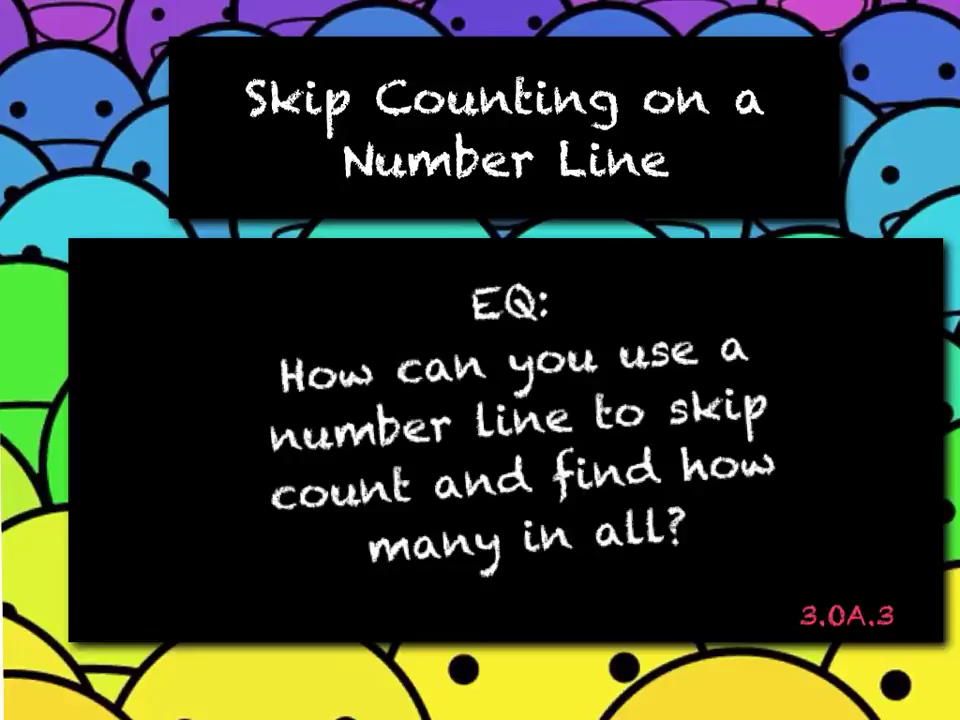 Skip Counting on a
Number Line
EQ:
How can you use a
number line to skip
count and find how
many in all?
3.OA.3